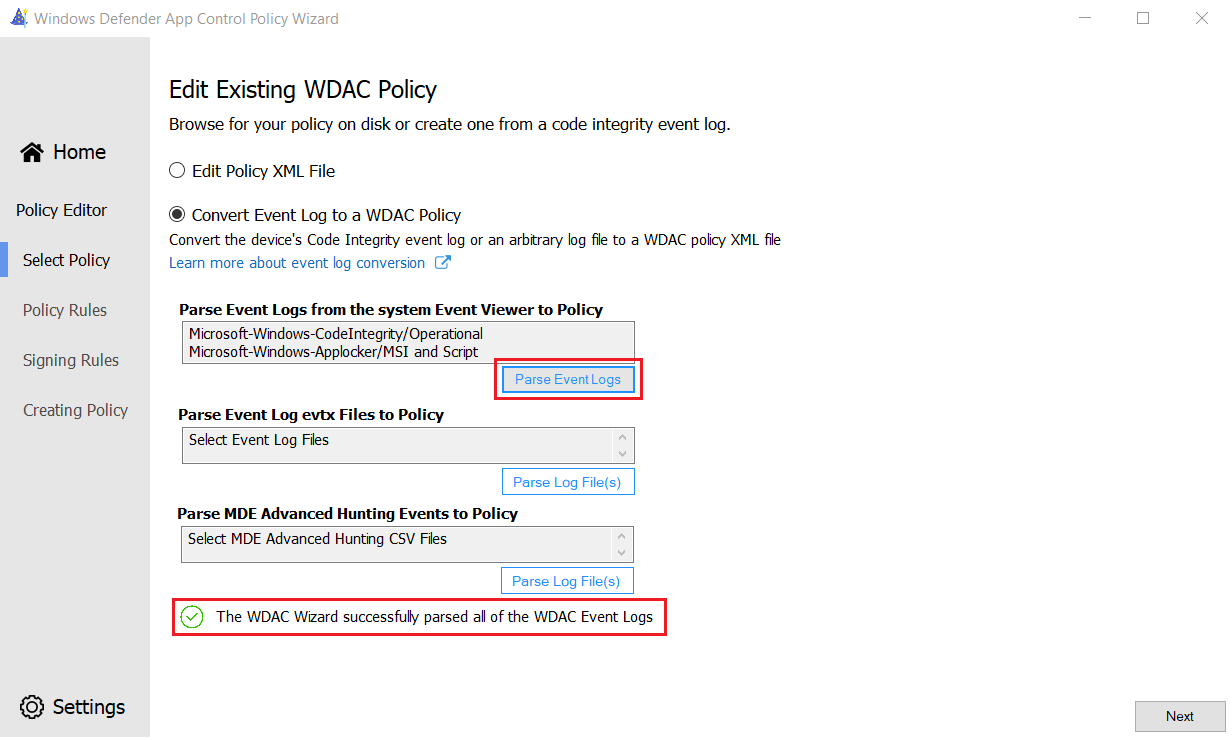 Windows Defender App Control Policy Wizard
Home
Policy Editor
Select Policy
Policy Rules
Signing Rules
Creating Policy
Settings
Edit Existing WDAC Policy
Browse for your policy on disk or create one from a code integrity event log.
Edit Policy XML File
Convert Event Log to a WDAC Policy
Convert the device's Code Integrity event log or an arbitrary log file to a WDAC policy XML file
Learn more about event log conversion
Parse Event Logs from the system Event Viewer to Policy
Microsoft-Windows-CodeIntegrity/Operational
Microsoft-Windows-Applocker/MSI and Script
Parse Event Logs
Parse Event Log evtx Files to Policy
Select Event Log Files
Parse Log File(s)
Parse MDE Advanced Hunting Events to Policy
Select MDE Advanced Hunting CSV Files
Parse Log File(s)
The WDAC Wizard successfully parsed all of the WDAC Event Logs
Next